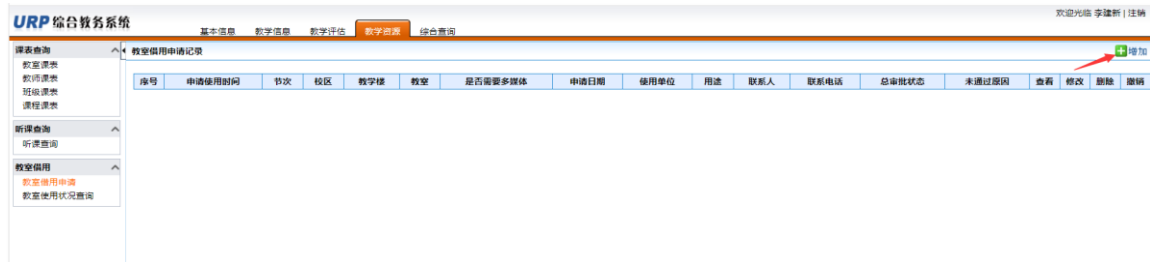 欢迎光临 李建新 | 注销
URP 综合教务系统
基本信息 教学信息 教学评估 教学资源 综合查询
课表查询
教室课表
教师课表
班级课表
课程课表
听课查询
听课查询
教室借用
教室借用申请
教室使用状况查询
教室借用申请记录
增加
序号 申请使用时间 节次 校区 教学楼 教室 是否需要多媒体 申请日期 使用单位 用途 联系人 联系电话 总审批状态 未通过原因 查看 修改 删除 撤销